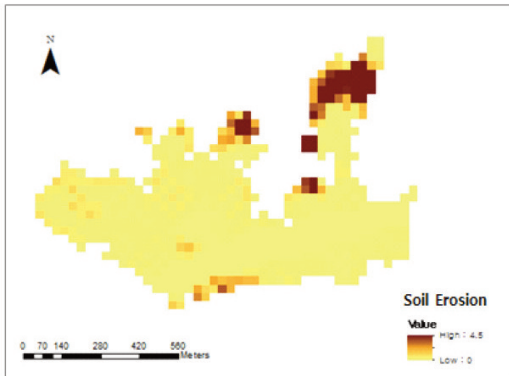 N
Soil Erosion
Value
High : 4.5
Low : 0
0 70 140 280 420 560
Meters